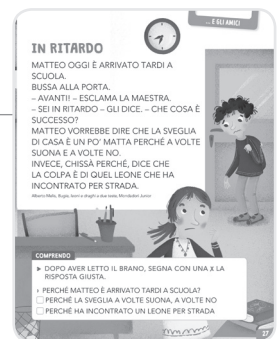 ... E GLI AMICI
IN RITARDO
MATTEO OGGI È ARRIVATO TARDI A
SCUOLA.
BUSSA ALLA PORTA.
– AVANTI! – ESCLAMA LA MAESTRA.
– SEI IN RITARDO – GLI DICE. – CHE COSA È
SUCCESSO?
MATTEO VORREBBE DIRE CHE LA SVEGLIA
DI CASA È UN PO' MATTA PERCHÉ A VOLTE
SUONA E A VOLTE NO.
INVECE, CHISSÀ PERCHÉ, DICE CHE
LA COLPA È DI QUEL LEONE CHE HA
INCONTRATO PER STRADA.
COMPRENDO
▶ DOPO AVER LETTO IL BRANO, SEGNA CON UNA X LA
RISPOSTA GIUSTA.
› PERCHÉ MATTEO È ARRIVATO TARDI A SCUOLA?
PERCHÉ LA SVEGLIA A VOLTE SUONA, A VOLTE NO
PERCHÉ HA INCONTRATO UN LEONE PER STRADA
27